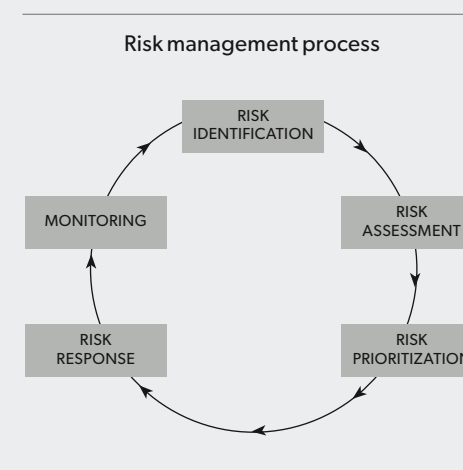 Risk management process
RISK
IDENTIFICATION
RISK
ASSESSMENT
RISK
PRIORITIZATION
RISK
RESPONSE
MONITORING